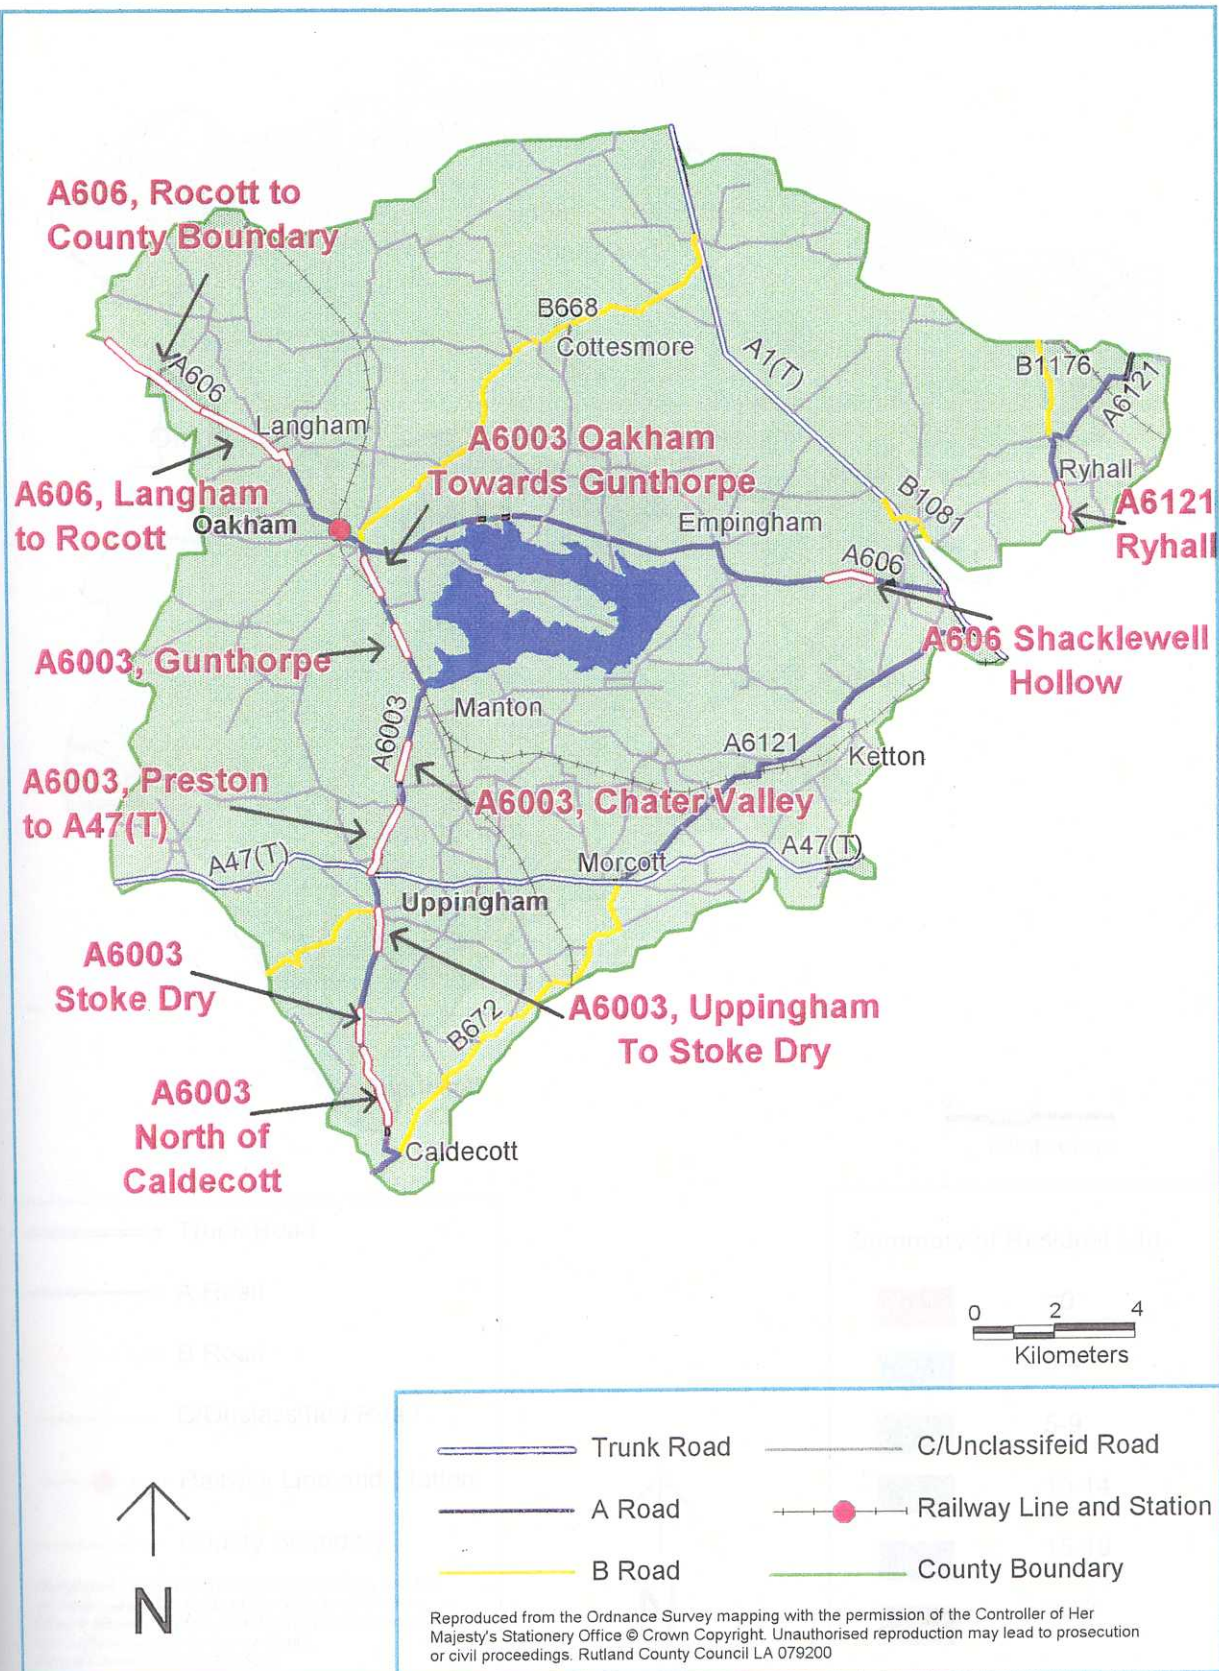 A606, Rocott to
County Boundary
B668
Cottesmore
A1(T)
B1176
A6121
A606
Langham
A6003 Oakham
Towards Gunthorpe
Ryhall
A606, Langham
to Rocott
Oakham
Empingham
B1081
A6121
Ryhall
A606
A6003, Gunthorpe
A606 Shacklewell
Hollow
Manton
A6003
A6121
Ketton
A6003, Preston
to A47(T)
A6003, Chater Valley
A47(T)
Morcott
A47(T)
Uppingham
A6003
Stoke Dry
A6003, Uppingham
To Stoke Dry
B672
A6003
North of
Caldecott
Caldecott
0 2 4
Kilometers
Trunk Road
C/Unclassifeid Road
A Road
Railway Line and Station
B Road
County Boundary
N
Reproduced from the Ordnance Survey mapping with the permission of the Controller of Her
Majesty's Stationery Office © Crown Copyright. Unauthorised reproduction may lead to prosecution
or civil proceedings. Rutland County Council LA 079200